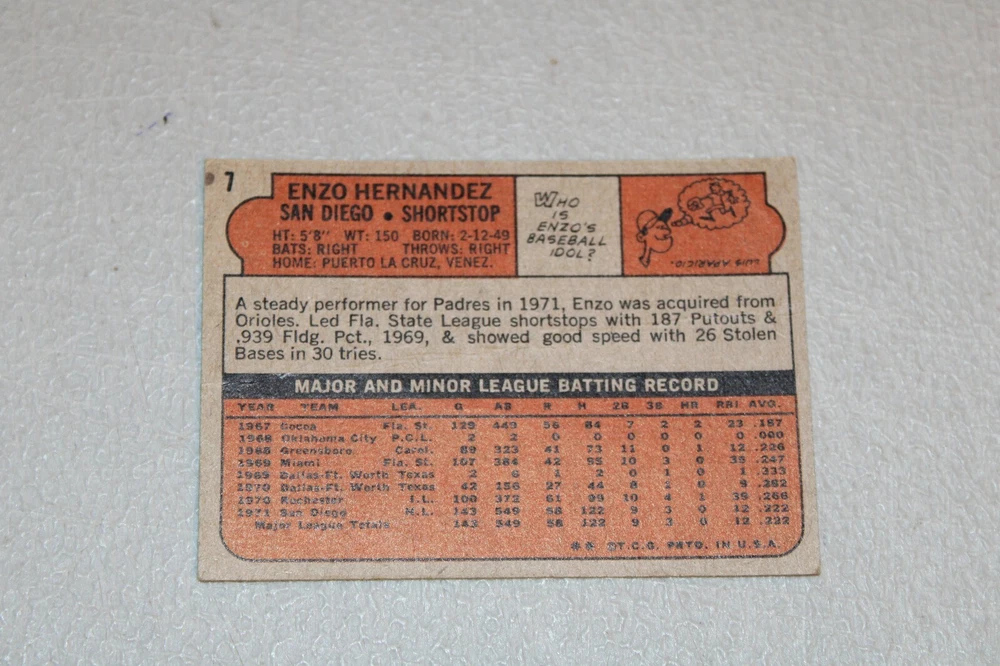 7
ENZO HERNANDEZ
SAN DIEGO • SHORTSTOP
HT: 5'8" WT: 150 BORN: 2-12-49
BATS: RIGHT THROWS: RIGHT
HOME: PUERTO LA CRUZ, VENEZ.
WHO
IS
ENZO'S
BASEBALL
IDOL?
LUIS APARICIO.
A steady performer for Padres in 1971, Enzo was acquired from
Orioles. Led Fla. State League shortstops with 187 Putouts &
.939 Fldg. Pct., 1969, & showed good speed with 26 Stolen
Bases in 30 tries.
MAJOR AND MINOR LEAGUE BATTING RECORD
YEAR TEAM LEA. G AB R H 2B 3B HR RBI AVG.
1967 Cocoa Fla. St. 129 449 56 84 7 2 2 23 .187
1968 Oklahoma City P.C.L. 2 2 0 0 0 0 0 0 .000
1968 Greensboro Carol. 89 323 41 73 11 0 1 12 .226
1969 Miami Fla. St. 107 384 42 95 10 3 0 39 .247
1969 Dallas-Ft. Worth Texas 2 6 1 2 0 1 0 1 .333
1970 Dallas-Ft. Worth Texas 42 156 27 44 8 2 0 9 .282
1970 Rochester I.L. 100 372 61 99 10 4 1 35 .266
1971 San Diego N.L. 143 549 58 122 9 3 0 12 .222
Major League Totals 143 549 58 122 9 3 0 12 .222
** ©T.C.G. PRTD. IN U.S.A.